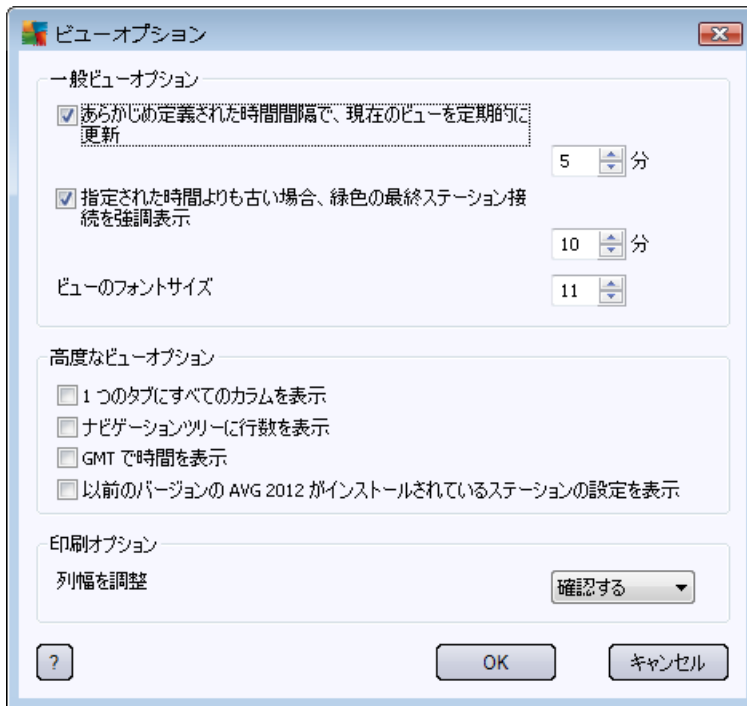 ビューオプション
一般ビューオプション
あらかじめ定義された時間間隔で、現在のビューを定期的に
更新
5 分
指定された時間よりも古い場合、緑色の最終ステーション接
続を強調表示
10 分
ビューのフォントサイズ 11
高度なビューオプション
1 つのタブにすべてのカラムを表示
ナビゲーションツリーに行数を表示
GMT で時間を表示
以前のバージョンの AVG 2012 がインストールされているステーションの設定を表示
印刷オプション
列幅を調整 確認する
? OK キャンセル